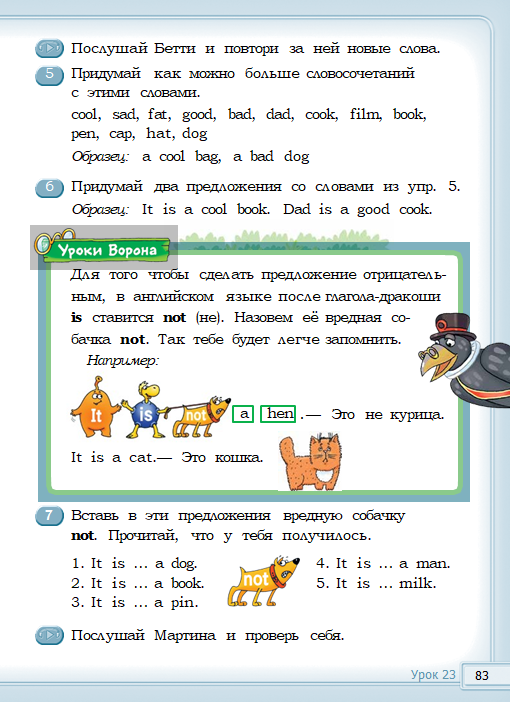 Послушай Бетти и повтори за ней новые слова.
5 Придумай как можно больше словосочетаний
с этими словами.
cool, sad, fat, good, bad, dad, cook, film, book,
pen, cap, hat, dog
Образец: a cool bag, a bad dog
6 Придумай два предложения со словами из упр. 5.
Образец: It is a cool book. Dad is a good cook.
Уроки Ворона
Для того чтобы сделать предложение отрицатель-
ным, в английском языке после глагола-дракоши
is ставится not (не). Назовем её вредная со-
бачка not. Так тебе будет легче запомнить.
Например:
It is not a hen .— Это не курица.
It is a cat.— Это кошка.
7 Вставь в эти предложения вредную собачку
not. Прочитай, что у тебя получилось.
1. It is ... a dog.
2. It is ... a book.
3. It is ... a pin.
not
4. It is ... a man.
5. It is ... milk.
Послушай Мартина и проверь себя.
Урок 23 83